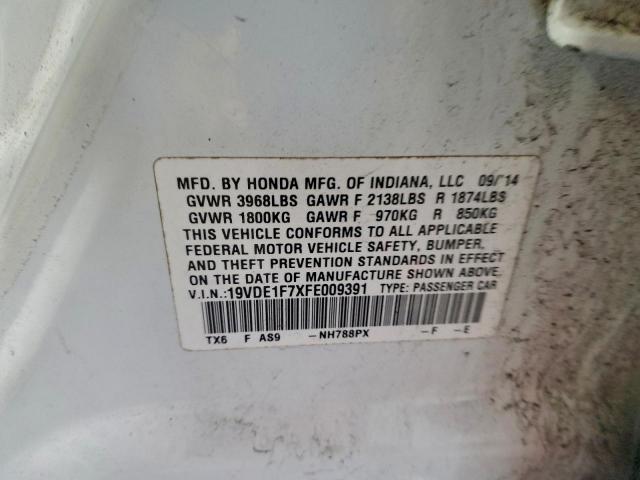 MFD. BY HONDA MFG. OF INDIANA, LLC 09/'14
GVWR 3968LBS GAWR F 2138LBS R 1874LBS
GVWR 1800KG GAWR F 970KG R 850KG
THIS VEHICLE CONFORMS TO ALL APPLICABLE
FEDERAL MOTOR VEHICLE SAFETY, BUMPER,
AND THEFT PREVENTION STANDARDS IN EFFECT
ON THE DATE OF MANUFACTURE SHOWN ABOVE.
V.I.N.:19VDE1F7XFE009391 TYPE: PASSENGER CAR
TX6 F AS9 -NH788PX -F -E